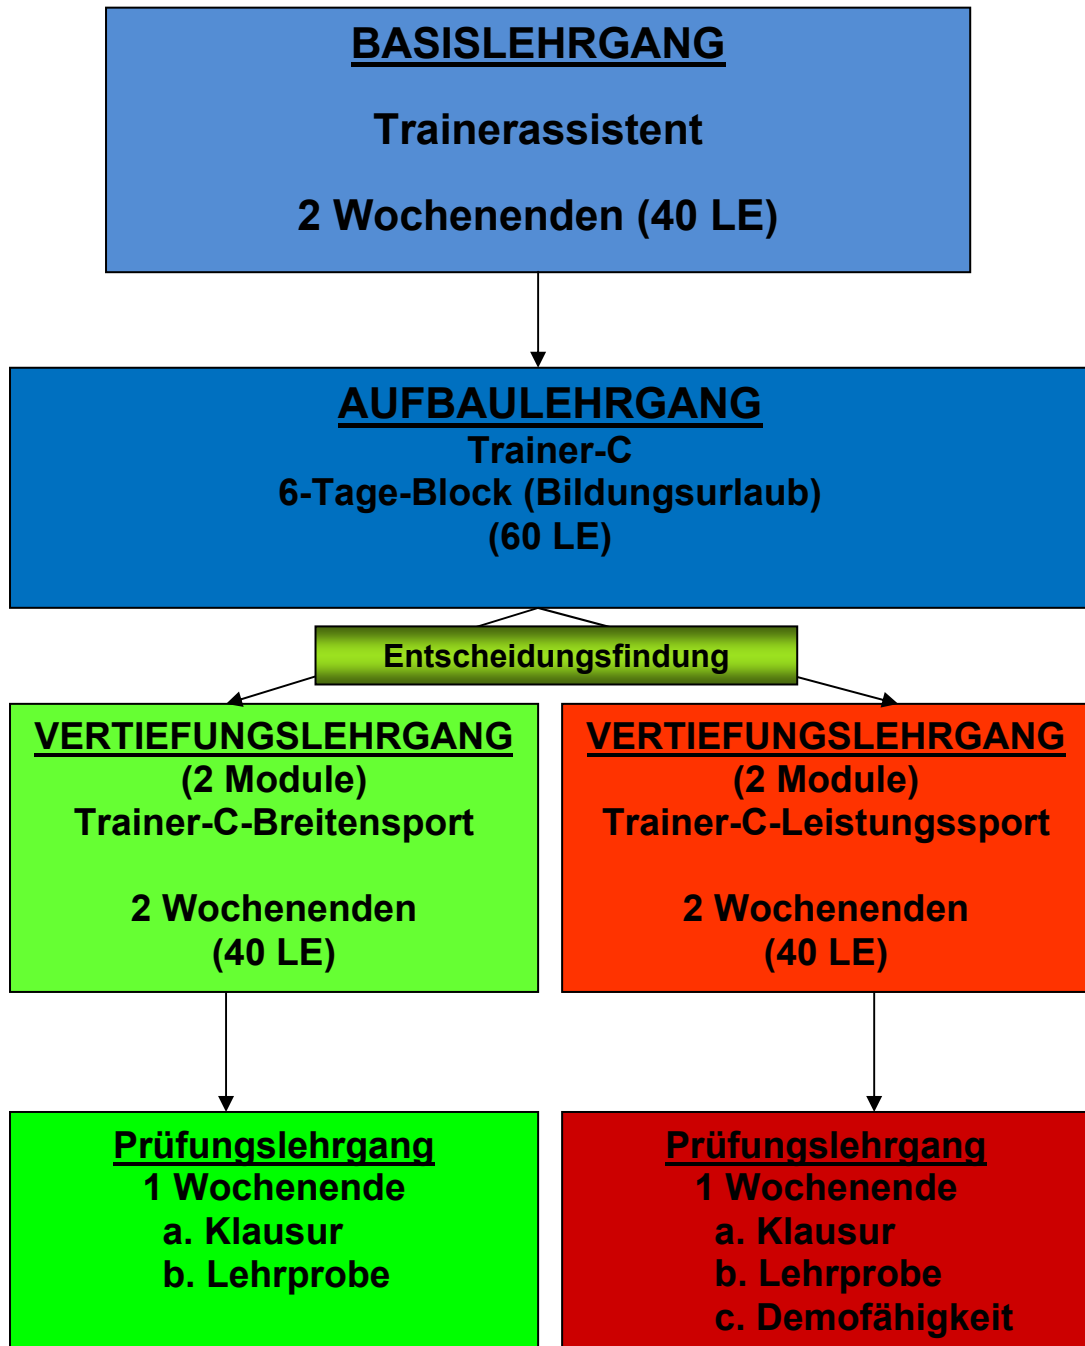 BASISLEHRGANG
Trainerassistent
2 Wochenenden (40 LE)
AUFBAULEHRGANG
Trainer-C
6-Tage-Block (Bildungsurlaub)
(60 LE)
Entscheidungsfindung
VERTIEFUNGSLEHRGANG
(2 Module)
Trainer-C-Breitensport
2 Wochenenden
(40 LE)
VERTIEFUNGSLEHRGANG
(2 Module)
Trainer-C-Leistungssport
2 Wochenenden
(40 LE)
Prüfungslehrgang
1 Wochenende
a. Klausur
b. Lehrprobe
Prüfungslehrgang
1 Wochenende
a. Klausur
b. Lehrprobe
c. Demofähigkeit